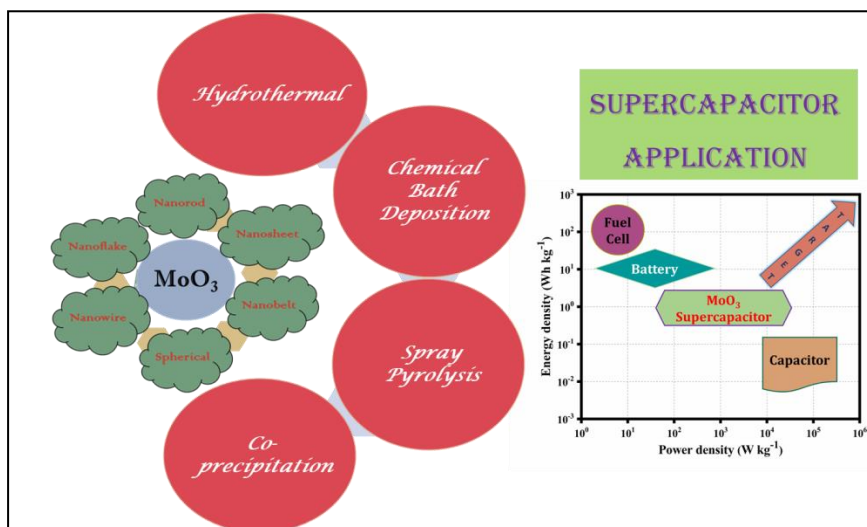 Hydrothermal
Chemical
Bath
Deposition
Spray
Pyrolysis
Co-
precipitation
Nanorod
Nanosheet
Nanobelt
Spherical
Nanowire
Nanoflake
MoO₃
SUPERCAPACITOR
APPLICATION
Energy density (Wh kg⁻¹)
10³
10²
10¹
10⁰
10⁻¹
10⁻²
10⁻³
Fuel
Cell
Battery
MoO₃
Supercapacitor
Capacitor
TARGET
10⁰ 10¹ 10² 10³ 10⁴ 10⁵ 10⁶
Power density (W kg⁻¹)